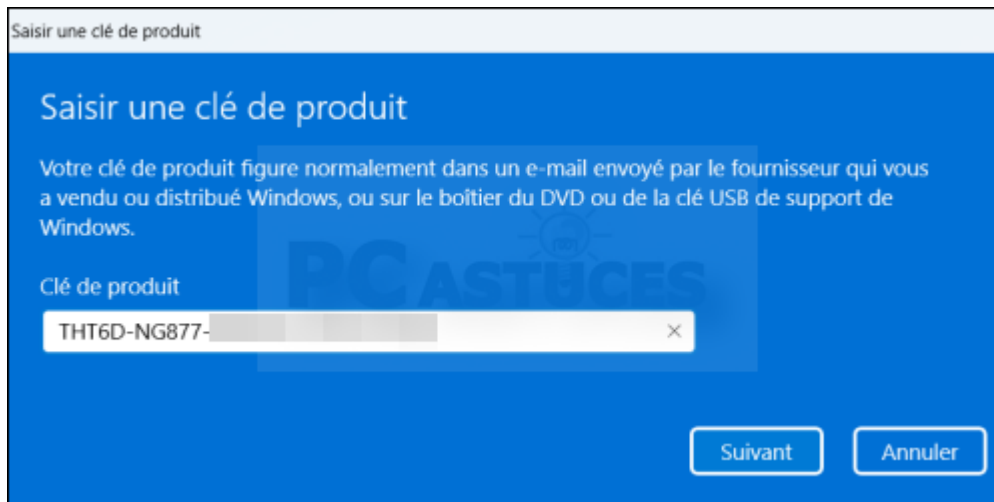 Saisir une clé de produit
Saisir une clé de produit
Votre clé de produit figure normalement dans un e-mail envoyé par le fournisseur qui vous
a vendu ou distribué Windows, ou sur le boîtier du DVD ou de la clé USB de support de
Windows.
PC ASTUCES
Clé de produit
THT6D-NG877-
Suivant
Annuler